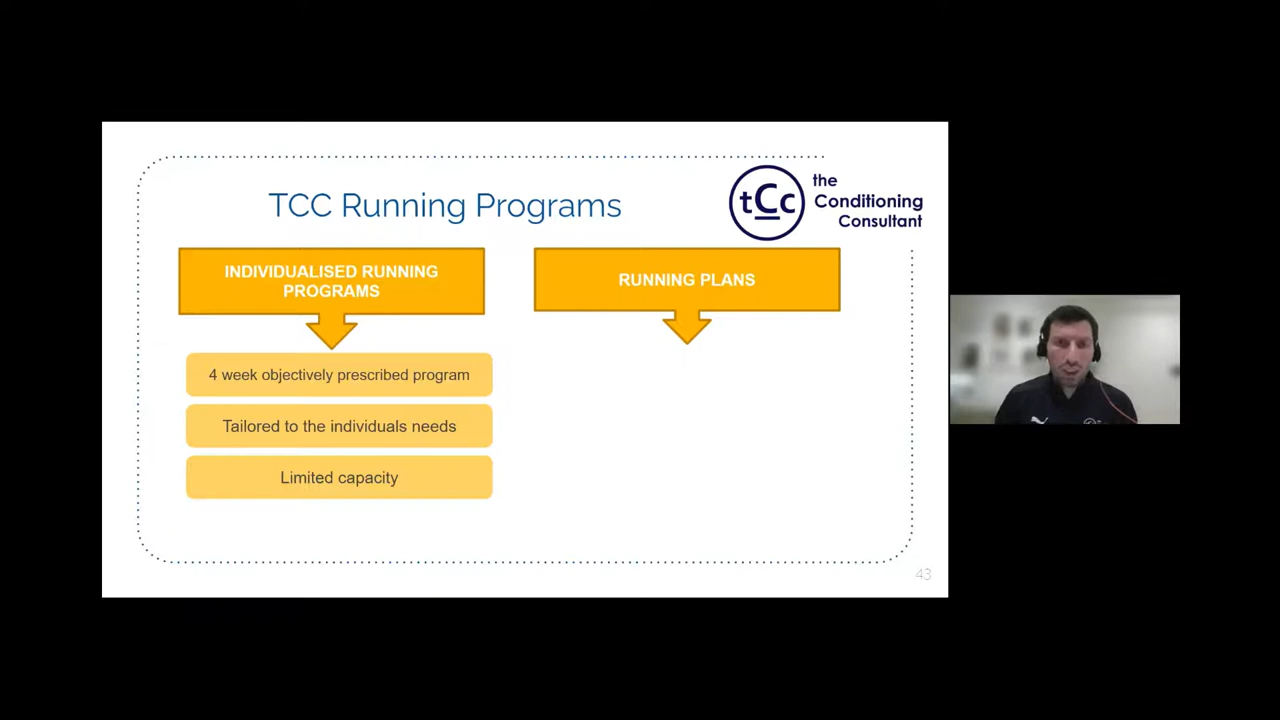 TCC Running Programs
tCc
the
Conditioning
Consultant
INDIVIDUALISED RUNNING
PROGRAMS
RUNNING PLANS
4 week objectively prescribed program
Tailored to the individuals needs
Limited capacity
43